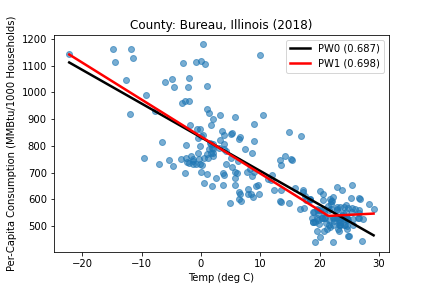 County: Bureau, Illinois (2018)
Per-Capita Consumption (MMBtu/1000 Households)
1200
1100
1000
900
800
700
600
500
PW0 (0.687)
PW1 (0.698)
−20
−10
0
10
20
30
Temp (deg C)